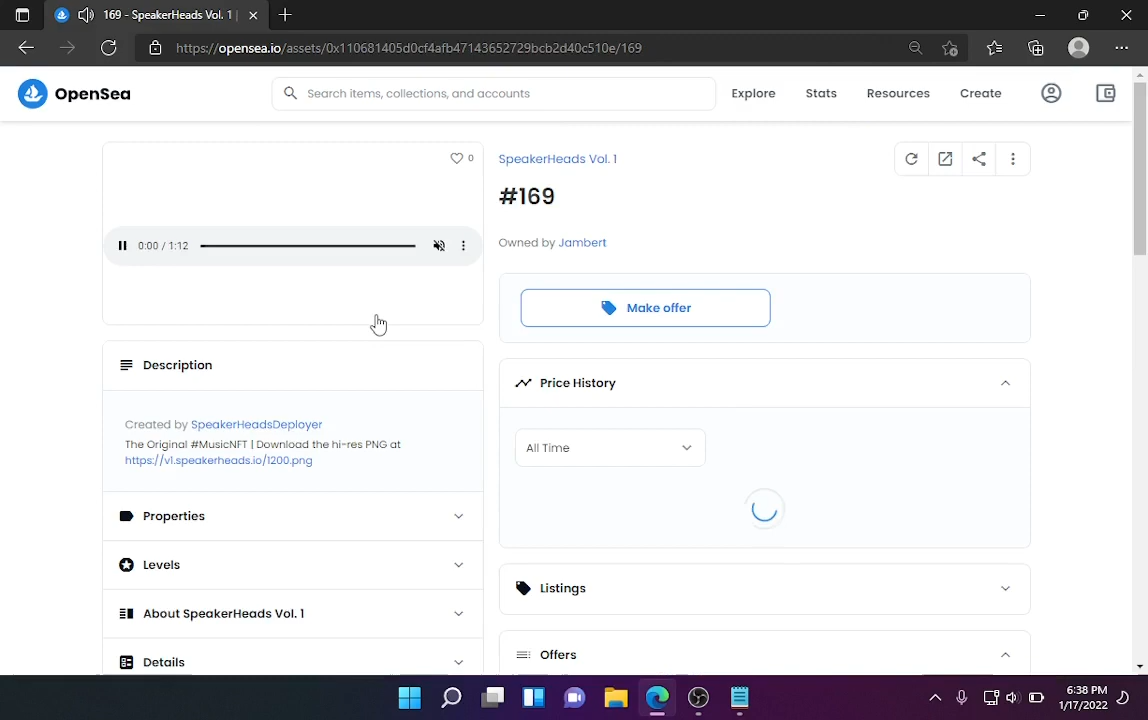 169 - SpeakerHeads Vol. 1 |
https://opensea.io/assets/0x110681405d0cf4afb47143652729bcb2d40c510e/169
OpenSea
Search items, collections, and accounts
Explore
Stats
Resources
Create
0
SpeakerHeads Vol. 1
#169
0:00 / 1:12
Owned by Jambert
Make offer
Description
Price History
Created by SpeakerHeadsDeployer
The Original #MusicNFT | Download the hi-res PNG at
https://v1.speakerheads.io/1200.png
All Time
Properties
Levels
Listings
About SpeakerHeads Vol. 1
Offers
Details
6:38 PM
1/17/2022